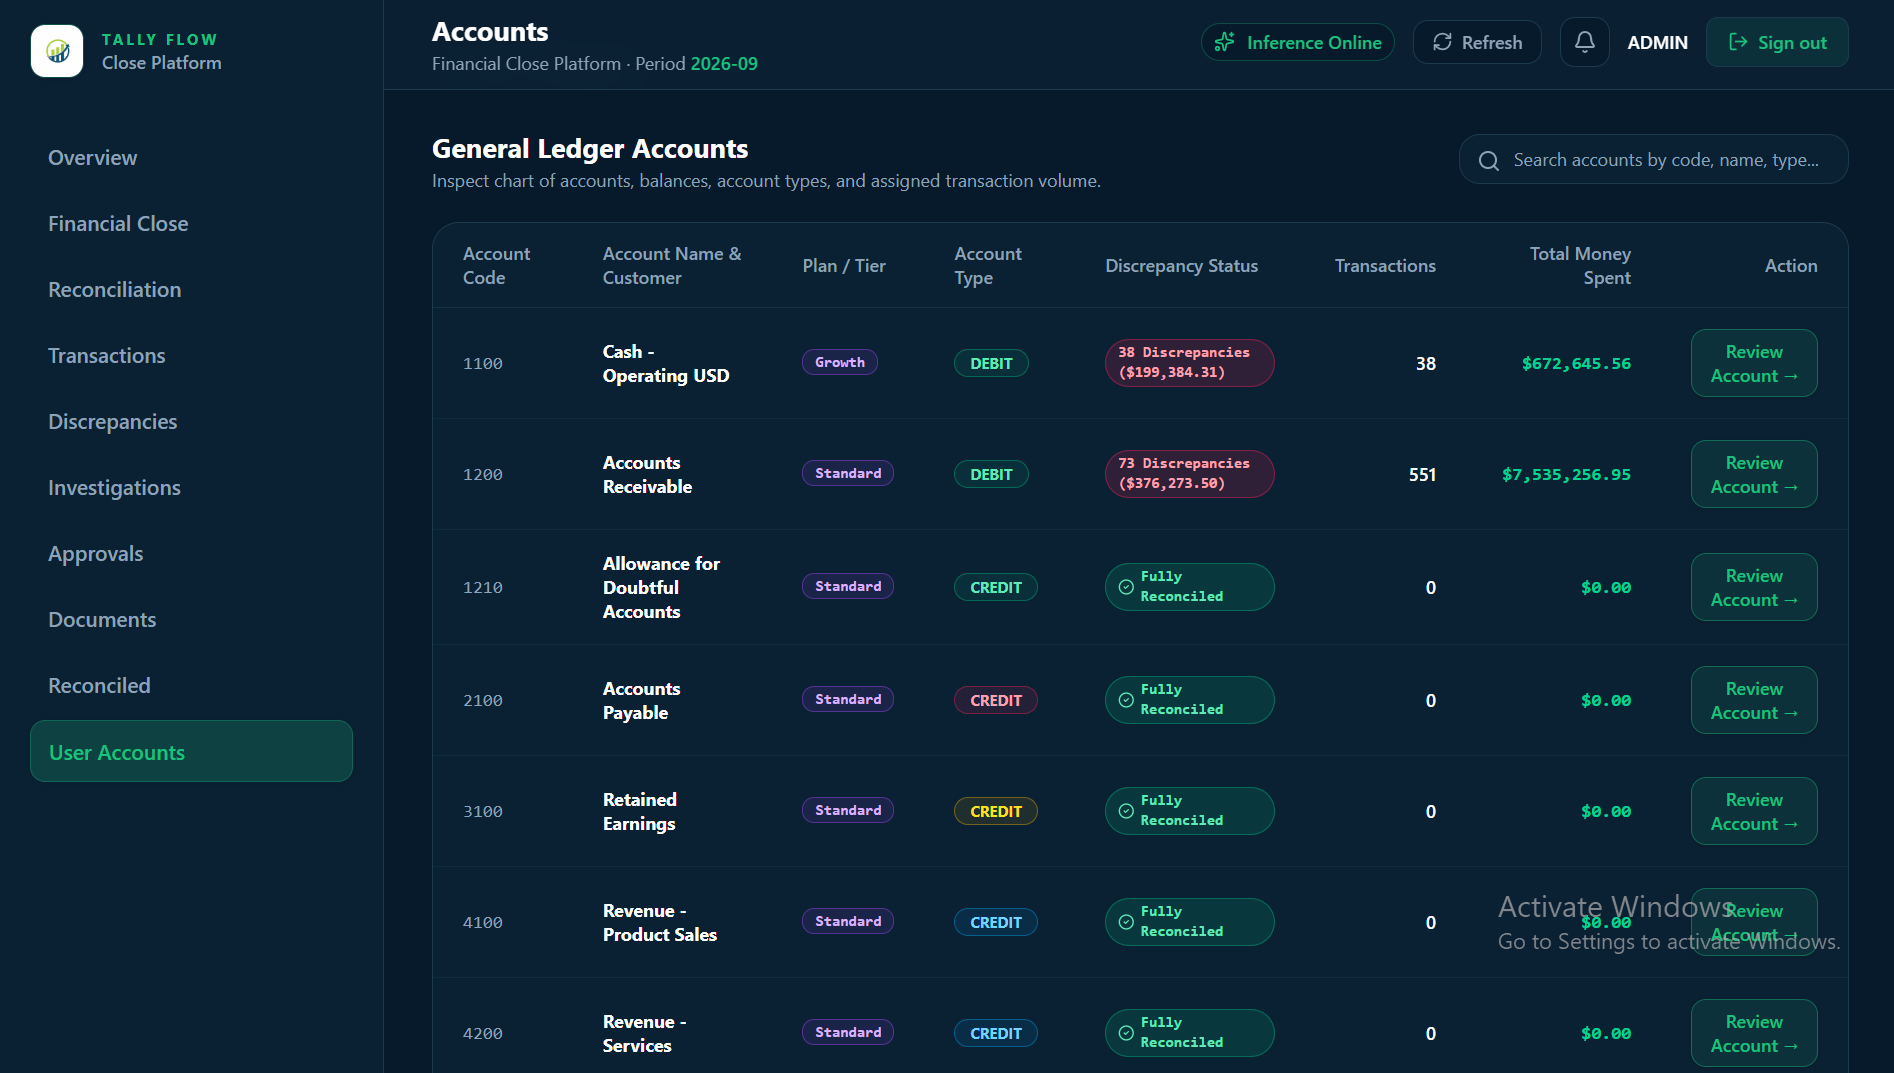 TALLY FLOW
Close Platform
Overview
Financial Close
Reconciliation
Transactions
Discrepancies
Investigations
Approvals
Documents
Reconciled
User Accounts
Accounts
Financial Close Platform · Period 2026-09
Inference Online
Refresh
ADMIN
Sign out
General Ledger Accounts
Inspect chart of accounts, balances, account types, and assigned transaction volume.
Search accounts by code, name, type...
Account
Code
Account Name &
Customer
Plan / Tier
Account
Type
Discrepancy Status
Transactions
Total Money
Spent
Action
1100
Cash -
Operating USD
Growth
DEBIT
38 Discrepancies
($199,384.31)
38
$672,645.56
Review
Account →
1200
Accounts
Receivable
Standard
DEBIT
73 Discrepancies
($376,273.50)
551
$7,535,256.95
Review
Account →
1210
Allowance for
Doubtful
Accounts
Standard
CREDIT
Fully
Reconciled
0
$0.00
Review
Account →
2100
Accounts
Payable
Standard
CREDIT
Fully
Reconciled
0
$0.00
Review
Account →
3100
Retained
Earnings
Standard
CREDIT
Fully
Reconciled
0
$0.00
Review
Account →
4100
Revenue -
Product Sales
Standard
CREDIT
Fully
Reconciled
0
$0.00
Review
Account →
4200
Revenue -
Services
Standard
CREDIT
Fully
Reconciled
0
$0.00
Review
Account →
Activate Windows
Go to Settings to activate Windows.